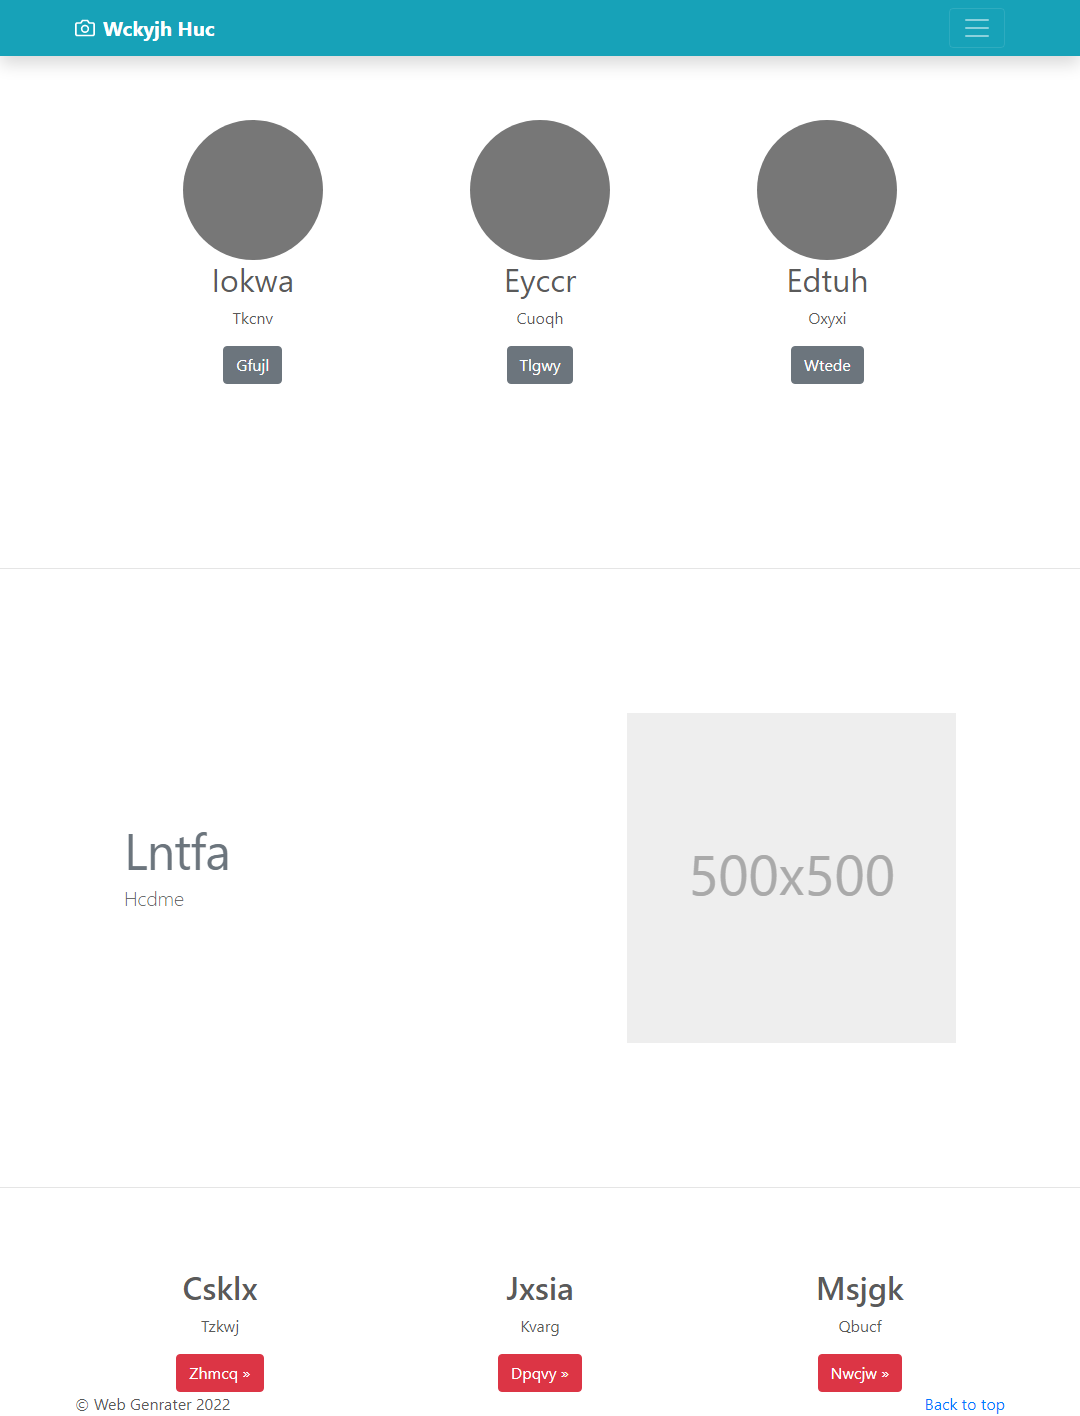 Wckyjh Huc
Iokwa
Eyccr
Edtuh
Tkcnv
Cuoqh
Oxyxi
Gfujl
Tlgwy
Wtede
Lntfa
Hcdme
500x500
Csklx
Jxsia
Msjgk
Tzkwj
Kvarg
Qbucf
Zhmcq »
Dpqvy »
Nwcjw »
© Web Genrater 2022
Back to top